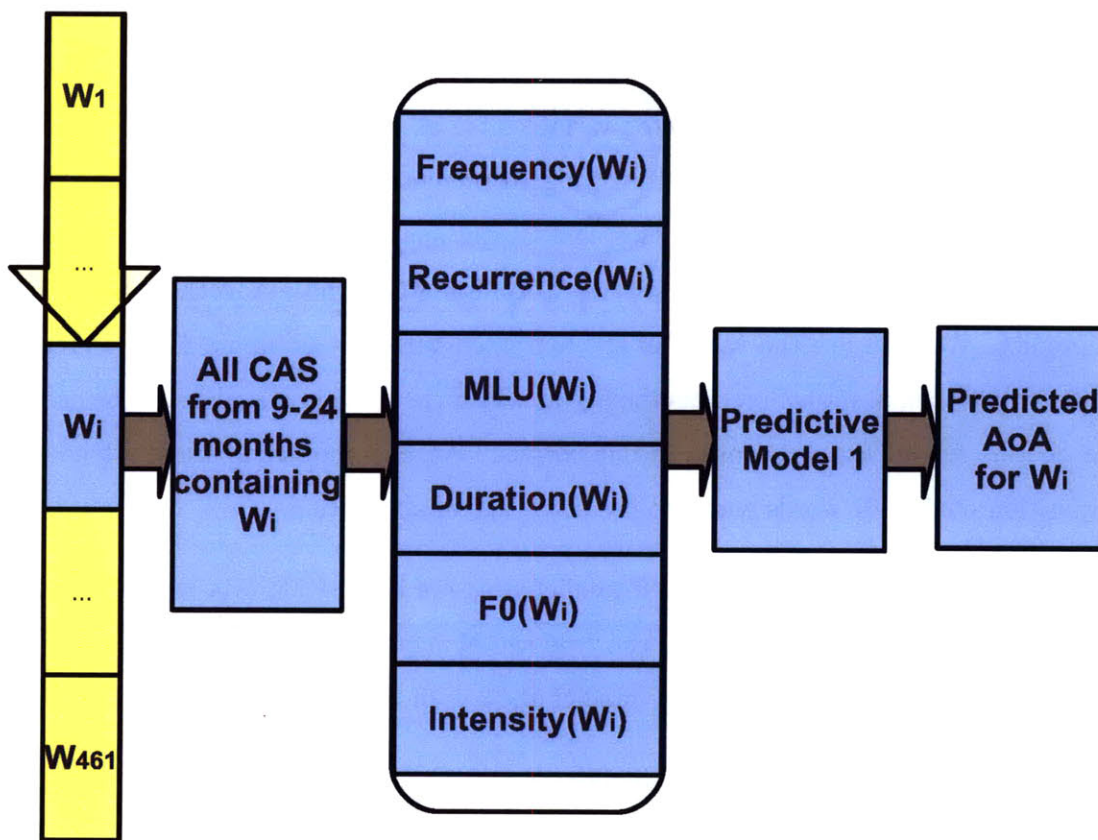 W1
...
Wi
...
W461
All CAS
from 9-24
months
containing
Wi
Frequency(Wi)
Recurrence(Wi)
MLU(Wi)
Duration(Wi)
F0(Wi)
Intensity(Wi)
Predictive
Model 1
Predicted
AoA
for Wi